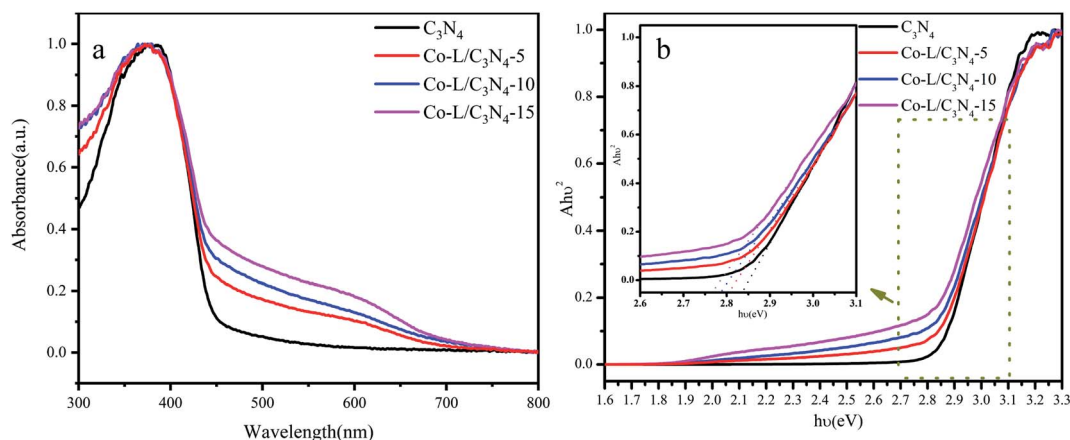 a
C₃N₄
Co-L/C₃N₄-5
Co-L/C₃N₄-10
Co-L/C₃N₄-15
Absorbance(a.u.)
1.0
0.8
0.6
0.4
0.2
0.0
300 400 500 600 700 800
Wavelength(nm)
b
C₃N₄
Co-L/C₃N₄-5
Co-L/C₃N₄-10
Co-L/C₃N₄-15
Ahυ²
1.0
0.8
0.6
0.4
0.2
0.0
1.0
0.8
0.6
0.4
0.2
0.0
Ahυ²
2.6 2.7 2.8 2.9 3.0 3.1
hυ(eV)
1.6 1.7 1.8 1.9 2.0 2.1 2.2 2.3 2.4 2.5 2.6 2.7 2.8 2.9 3.0 3.1 3.2 3.3
hυ(eV)